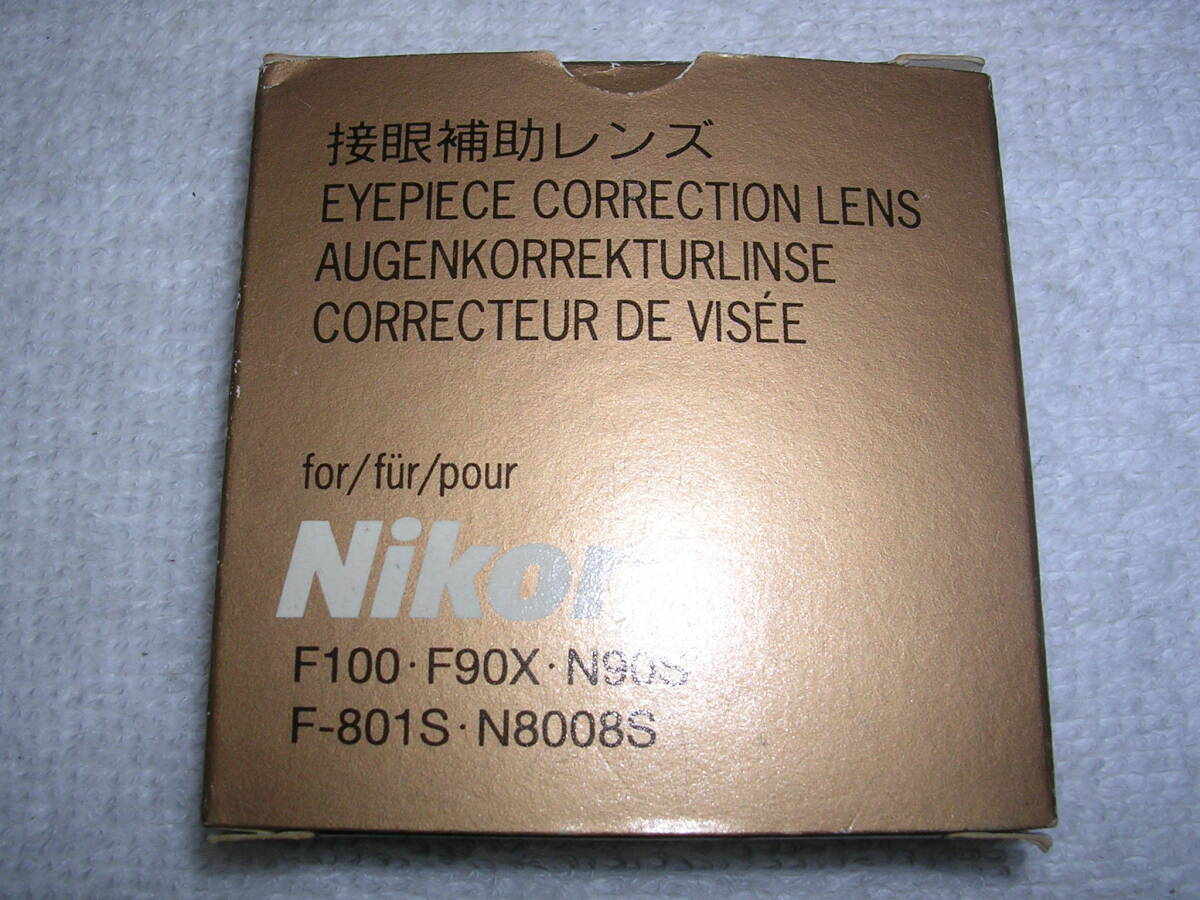 接眼補助レンズ
EYEPIECE CORRECTION LENS
AUGENKORREKTURLINSE
CORRECTEUR DE VISÉE
for/für/pour
Nikon
F100·F90X·N90S
F-801S·N8008S